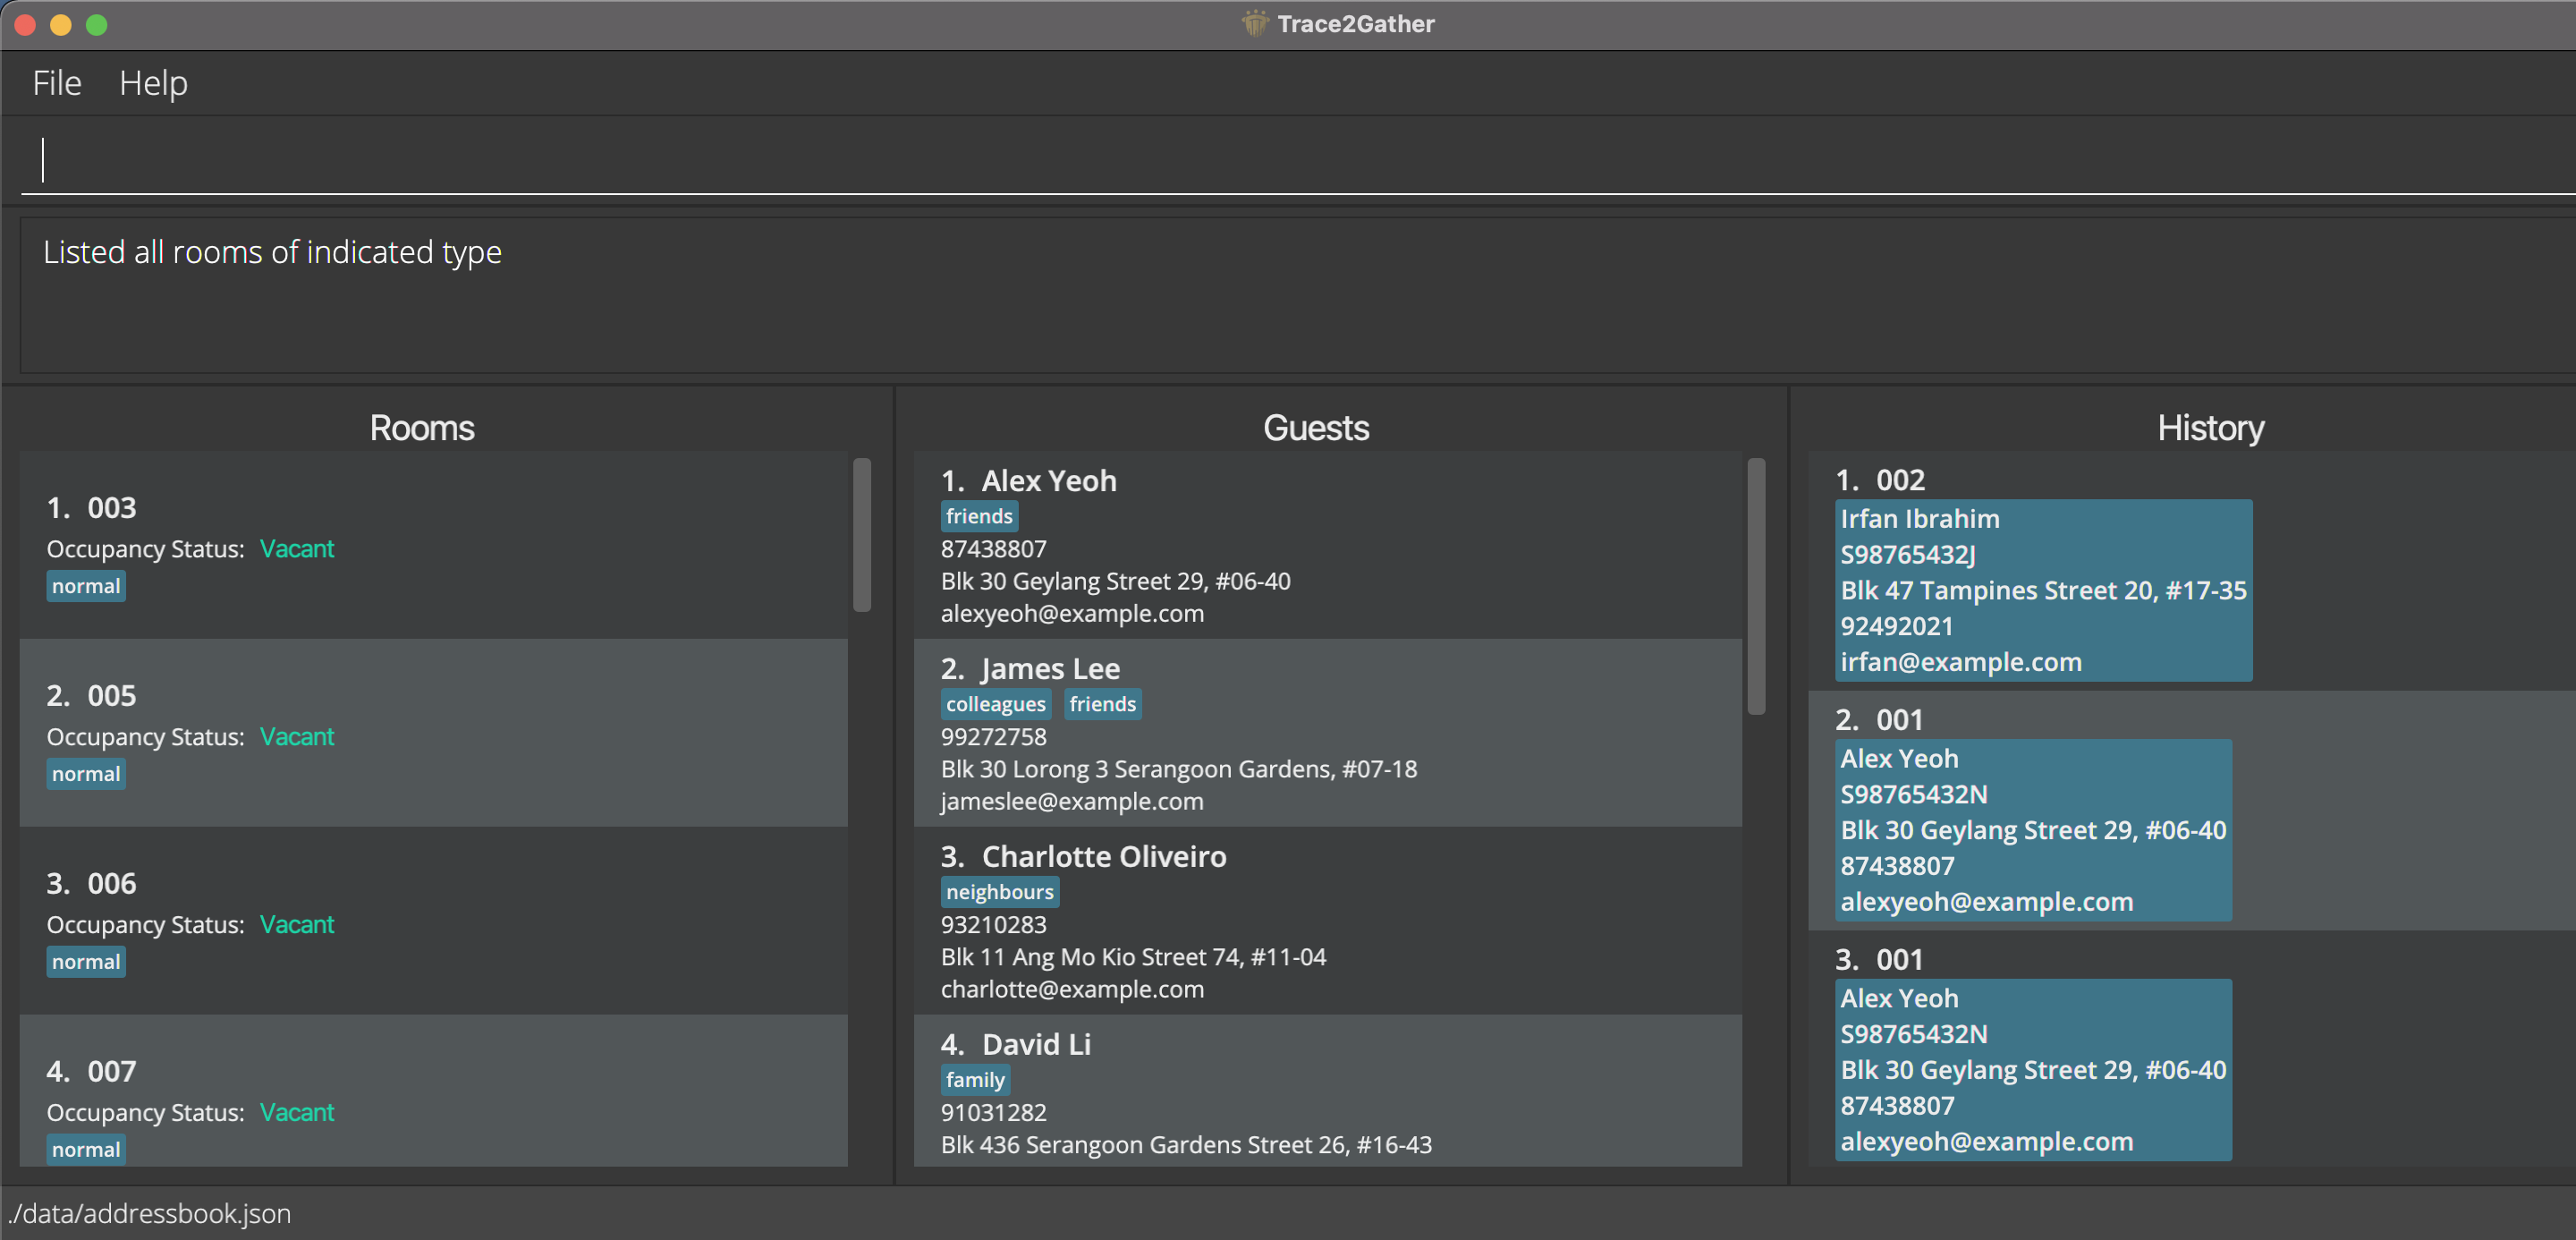 Trace2Gather
File Help
Listed all rooms of indicated type
Rooms
1. 003
Occupancy Status: Vacant
normal
2. 005
Occupancy Status: Vacant
normal
3. 006
Occupancy Status: Vacant
normal
4. 007
Occupancy Status: Vacant
normal
Guests
1. Alex Yeoh
friends
87438807
Blk 30 Geylang Street 29, #06-40
alexyeoh@example.com
2. James Lee
colleagues friends
99272758
Blk 30 Lorong 3 Serangoon Gardens, #07-18
jameslee@example.com
3. Charlotte Oliveiro
neighbours
93210283
Blk 11 Ang Mo Kio Street 74, #11-04
charlotte@example.com
4. David Li
family
91031282
Blk 436 Serangoon Gardens Street 26, #16-43
History
1. 002
Irfan Ibrahim
S98765432J
Blk 47 Tampines Street 20, #17-35
92492021
irfan@example.com
2. 001
Alex Yeoh
S98765432N
Blk 30 Geylang Street 29, #06-40
87438807
alexyeoh@example.com
3. 001
Alex Yeoh
S98765432N
Blk 30 Geylang Street 29, #06-40
87438807
alexyeoh@example.com
./data/addressbook.json